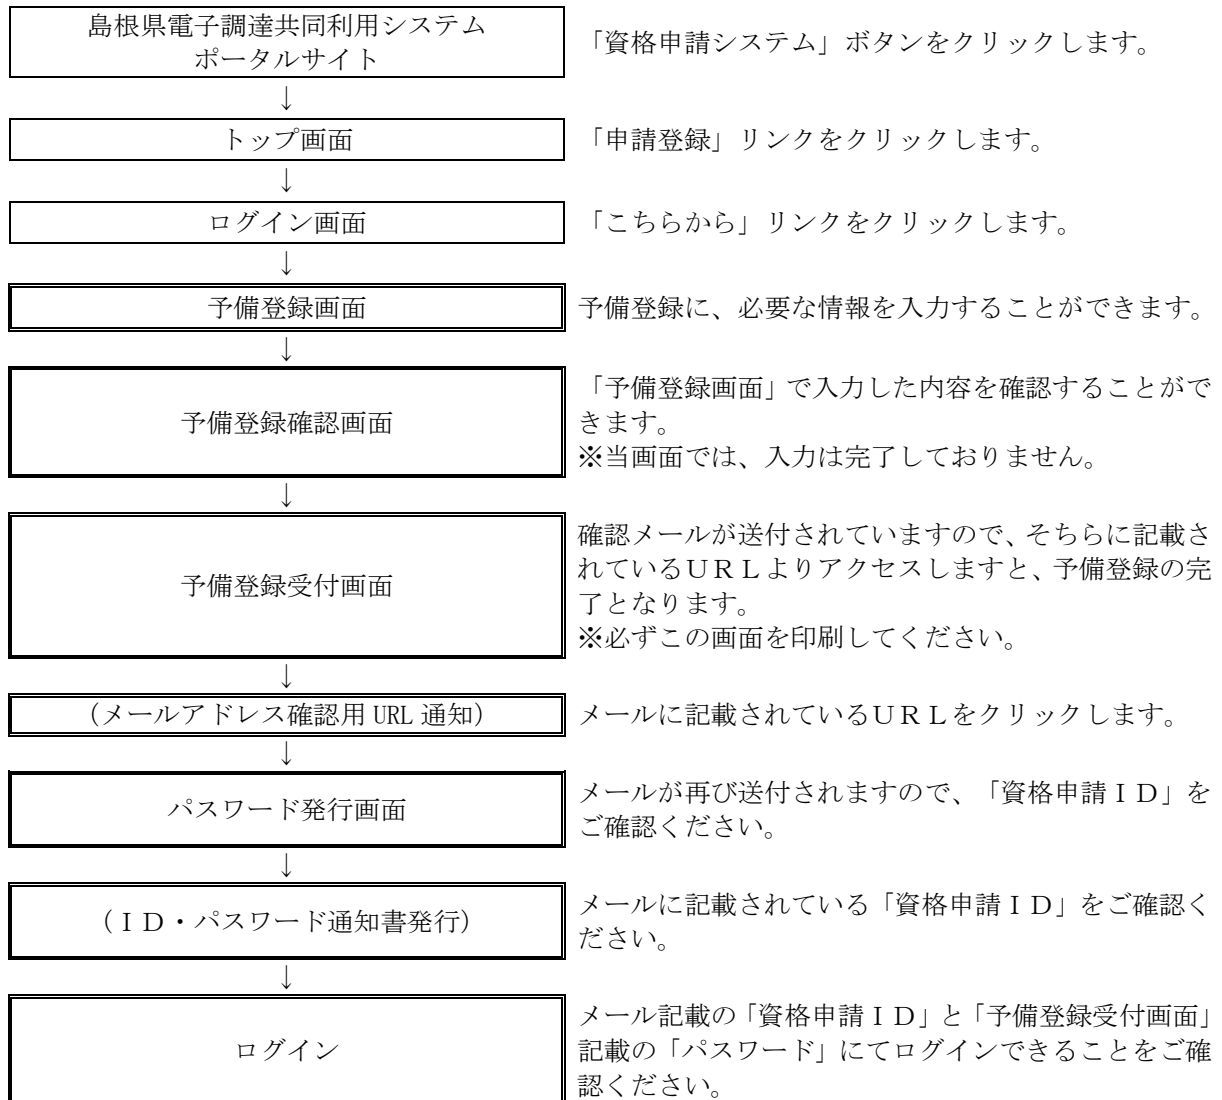 島根県電子調達共同利用システム
ポータルサイト
「資格申請システム」ボタンをクリックします。
↓
トップ画面
「申請登録」リンクをクリックします。
↓
ログイン画面
「こちらから」リンクをクリックします。
↓
予備登録画面
予備登録に、必要な情報を入力することができます。
↓
予備登録確認画面
「予備登録画面」で入力した内容を確認することがで
きます。
※当画面では、入力は完了しておりません。
↓
予備登録受付画面
確認メールが送付されていますので、そちらに記載さ
れているＵＲＬよりアクセスしますと、予備登録の完
了となります。
※必ずこの画面を印刷してください。
↓
（メールアドレス確認用 URL 通知）
メールに記載されているＵＲＬをクリックします。
↓
パスワード発行画面
メールが再び送付されますので、「資格申請ＩＤ」を
ご確認ください。
↓
（ＩＤ・パスワード通知書発行）
メールに記載されている「資格申請ＩＤ」をご確認く
ださい。
↓
ログイン
メール記載の「資格申請ＩＤ」と「予備登録受付画面」
記載の「パスワード」にてログインできることをご確
認ください。